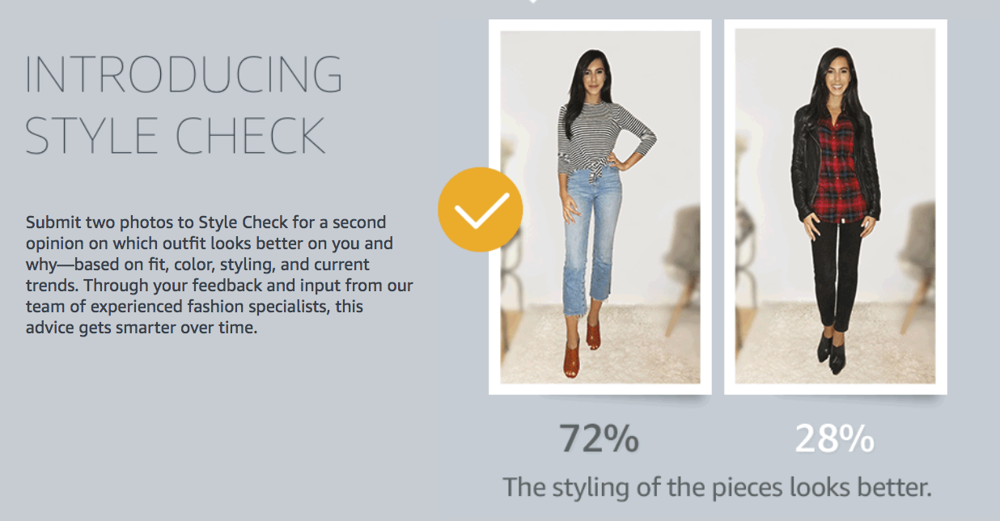 INTRODUCING
STYLE CHECK
Submit two photos to Style Check for a second
opinion on which outfit looks better on you and
why—based on fit, color, styling, and current
trends. Through your feedback and input from our
team of experienced fashion specialists, this
advice gets smarter over time.
72%
28%
The styling of the pieces looks better.